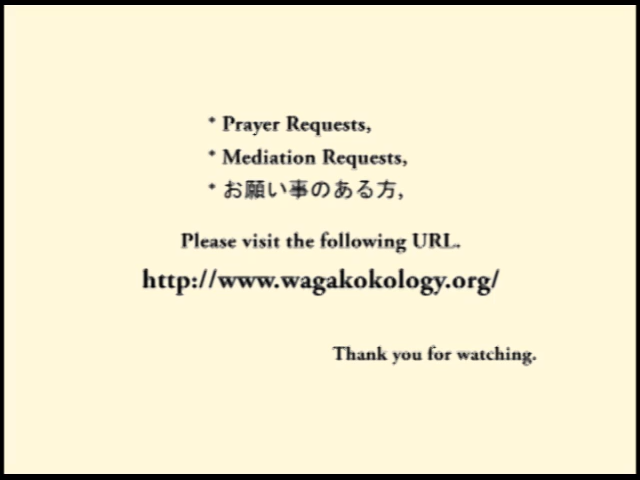 * Prayer Requests,
* Mediation Requests,
* お願い事のある方,
Please visit the following URL.
http://www.wagakokology.org/
Thank you for watching.